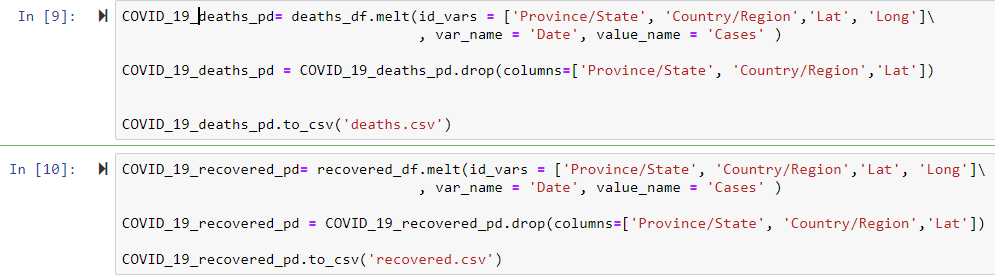 In [9]:
COVID_19_deaths_pd= deaths_df.melt(id_vars = ['Province/State', 'Country/Region','Lat', 'Long']\
, var_name = 'Date', value_name = 'Cases' )
COVID_19_deaths_pd = COVID_19_deaths_pd.drop(columns=['Province/State', 'Country/Region','Lat'])
COVID_19_deaths_pd.to_csv('deaths.csv')
In [10]:
COVID_19_recovered_pd= recovered_df.melt(id_vars = ['Province/State', 'Country/Region','Lat', 'Long']\
, var_name = 'Date', value_name = 'Cases' )
COVID_19_recovered_pd = COVID_19_recovered_pd.drop(columns=['Province/State', 'Country/Region','Lat'])
COVID_19_recovered_pd.to_csv('recovered.csv')